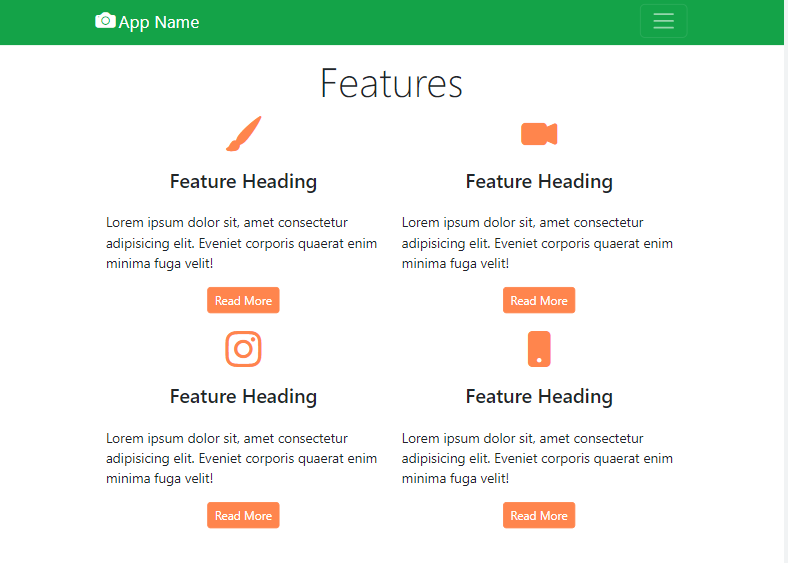 App Name
Features
Feature Heading
Lorem ipsum dolor sit, amet consectetur
adipisicing elit. Eveniet corporis quaerat enim
minima fuga velit!
Read More
Feature Heading
Lorem ipsum dolor sit, amet consectetur
adipisicing elit. Eveniet corporis quaerat enim
minima fuga velit!
Read More
Feature Heading
Lorem ipsum dolor sit, amet consectetur
adipisicing elit. Eveniet corporis quaerat enim
minima fuga velit!
Read More
Feature Heading
Lorem ipsum dolor sit, amet consectetur
adipisicing elit. Eveniet corporis quaerat enim
minima fuga velit!
Read More